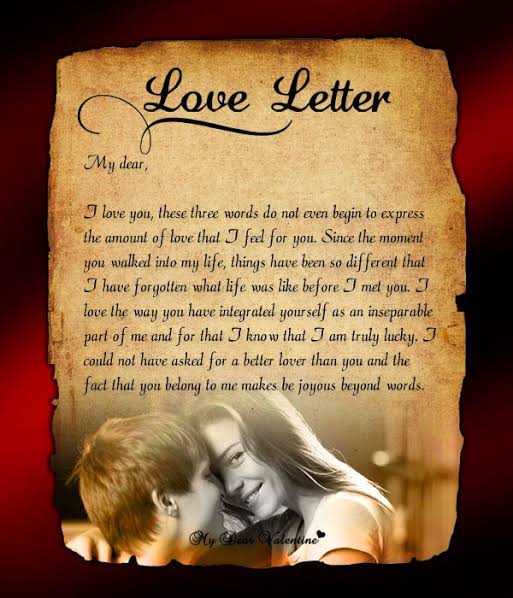 Love Letter
My dear,
I love you, these three words do not even begin to express
the amount of love that I feel for you. Since the moment
you walked into my life, things have been so different that
I have forgotten what life was like before I met you. I
love the way you have integrated yourself as an inseparable
part of me and for that I know that I am truly lucky. I
could not have asked for a better lover than you and the
fact that you belong to me makes be joyous beyond words.
My Dear Valentine